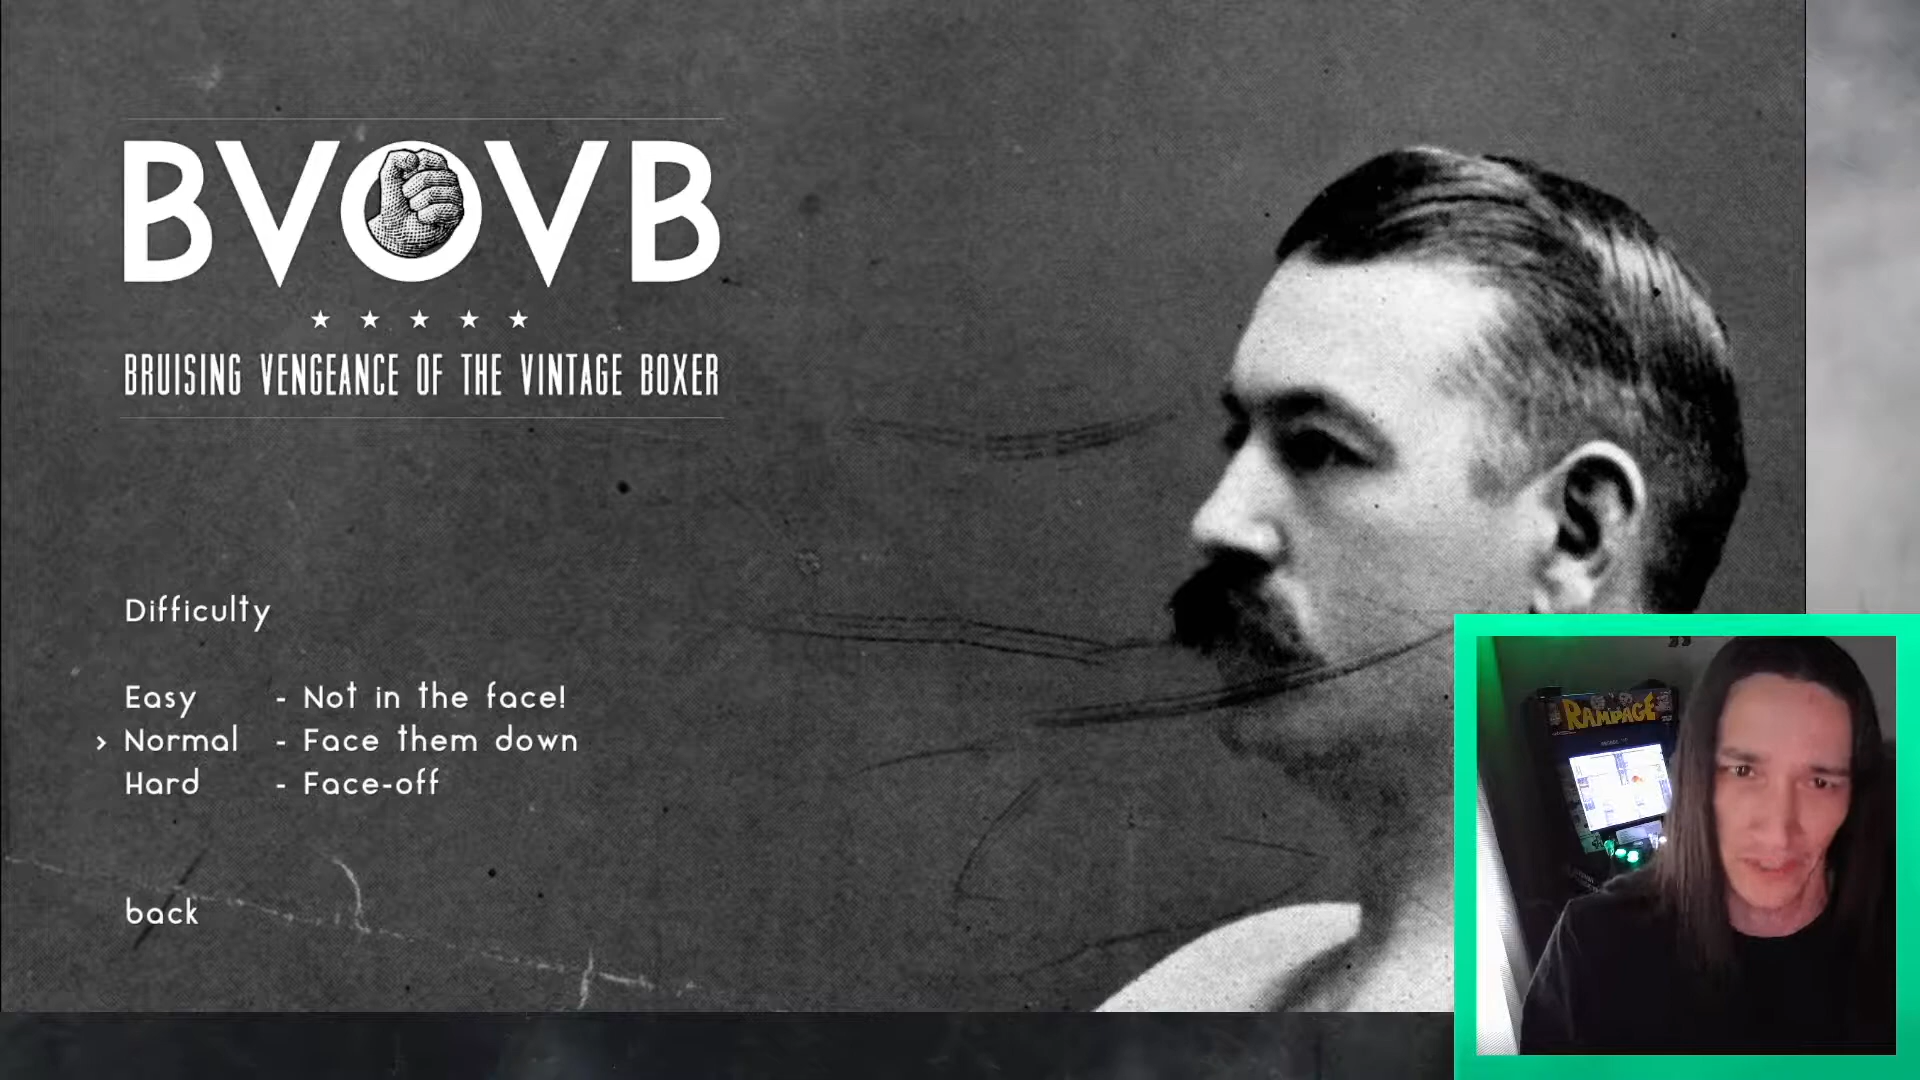 BVOVB
BRUISING VENGEANCE OF THE VINTAGE BOXER
Difficulty
Easy - Not in the face!
> Normal - Face them down
Hard - Face-off
back
RAMPAGE